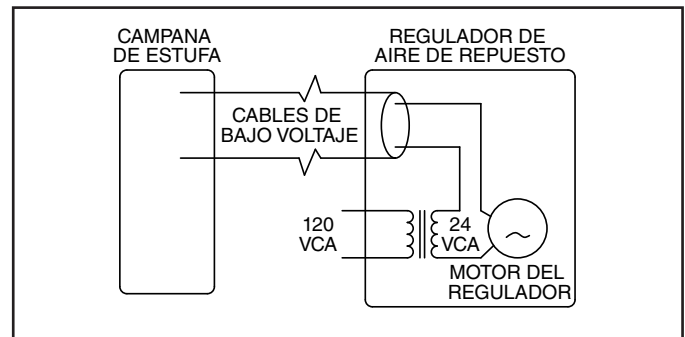 CAMPANA
DE ESTUFA
REGULADOR DE
AIRE DE REPUESTO
CABLES DE
BAJO VOLTAJE
120
VCA
24
VCA
MOTOR DEL
REGULADOR